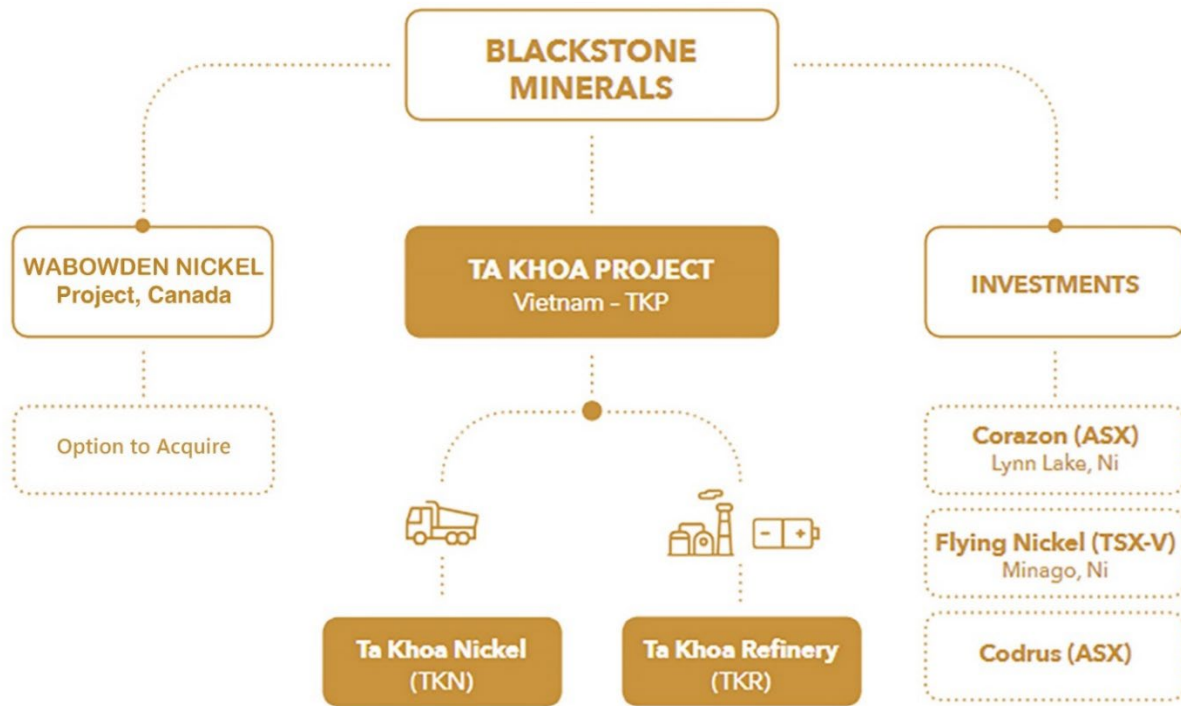 BLACKSTONE
MINERALS
WABOWDEN NICKEL
Project, Canada
TA KHOA PROJECT
Vietnam – TKP
INVESTMENTS
Option to Acquire
Corazon (ASX)
Lynn Lake, Ni
Flying Nickel (TSX-V)
Minago, Ni
Codrus (ASX)
Ta Khoa Nickel
(TKN)
Ta Khoa Refinery
(TKR)